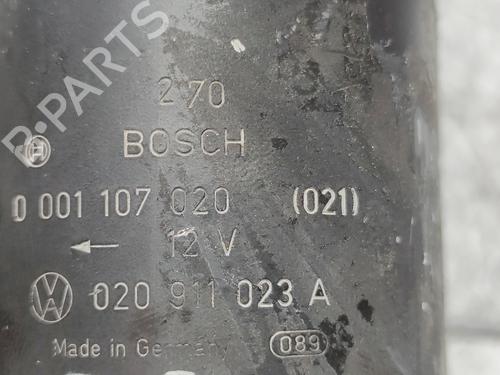 B-PARTS
270
BOSCH
0 001 107 020 (021)
← 12 V
020 911 023 A
Made in Germany 089